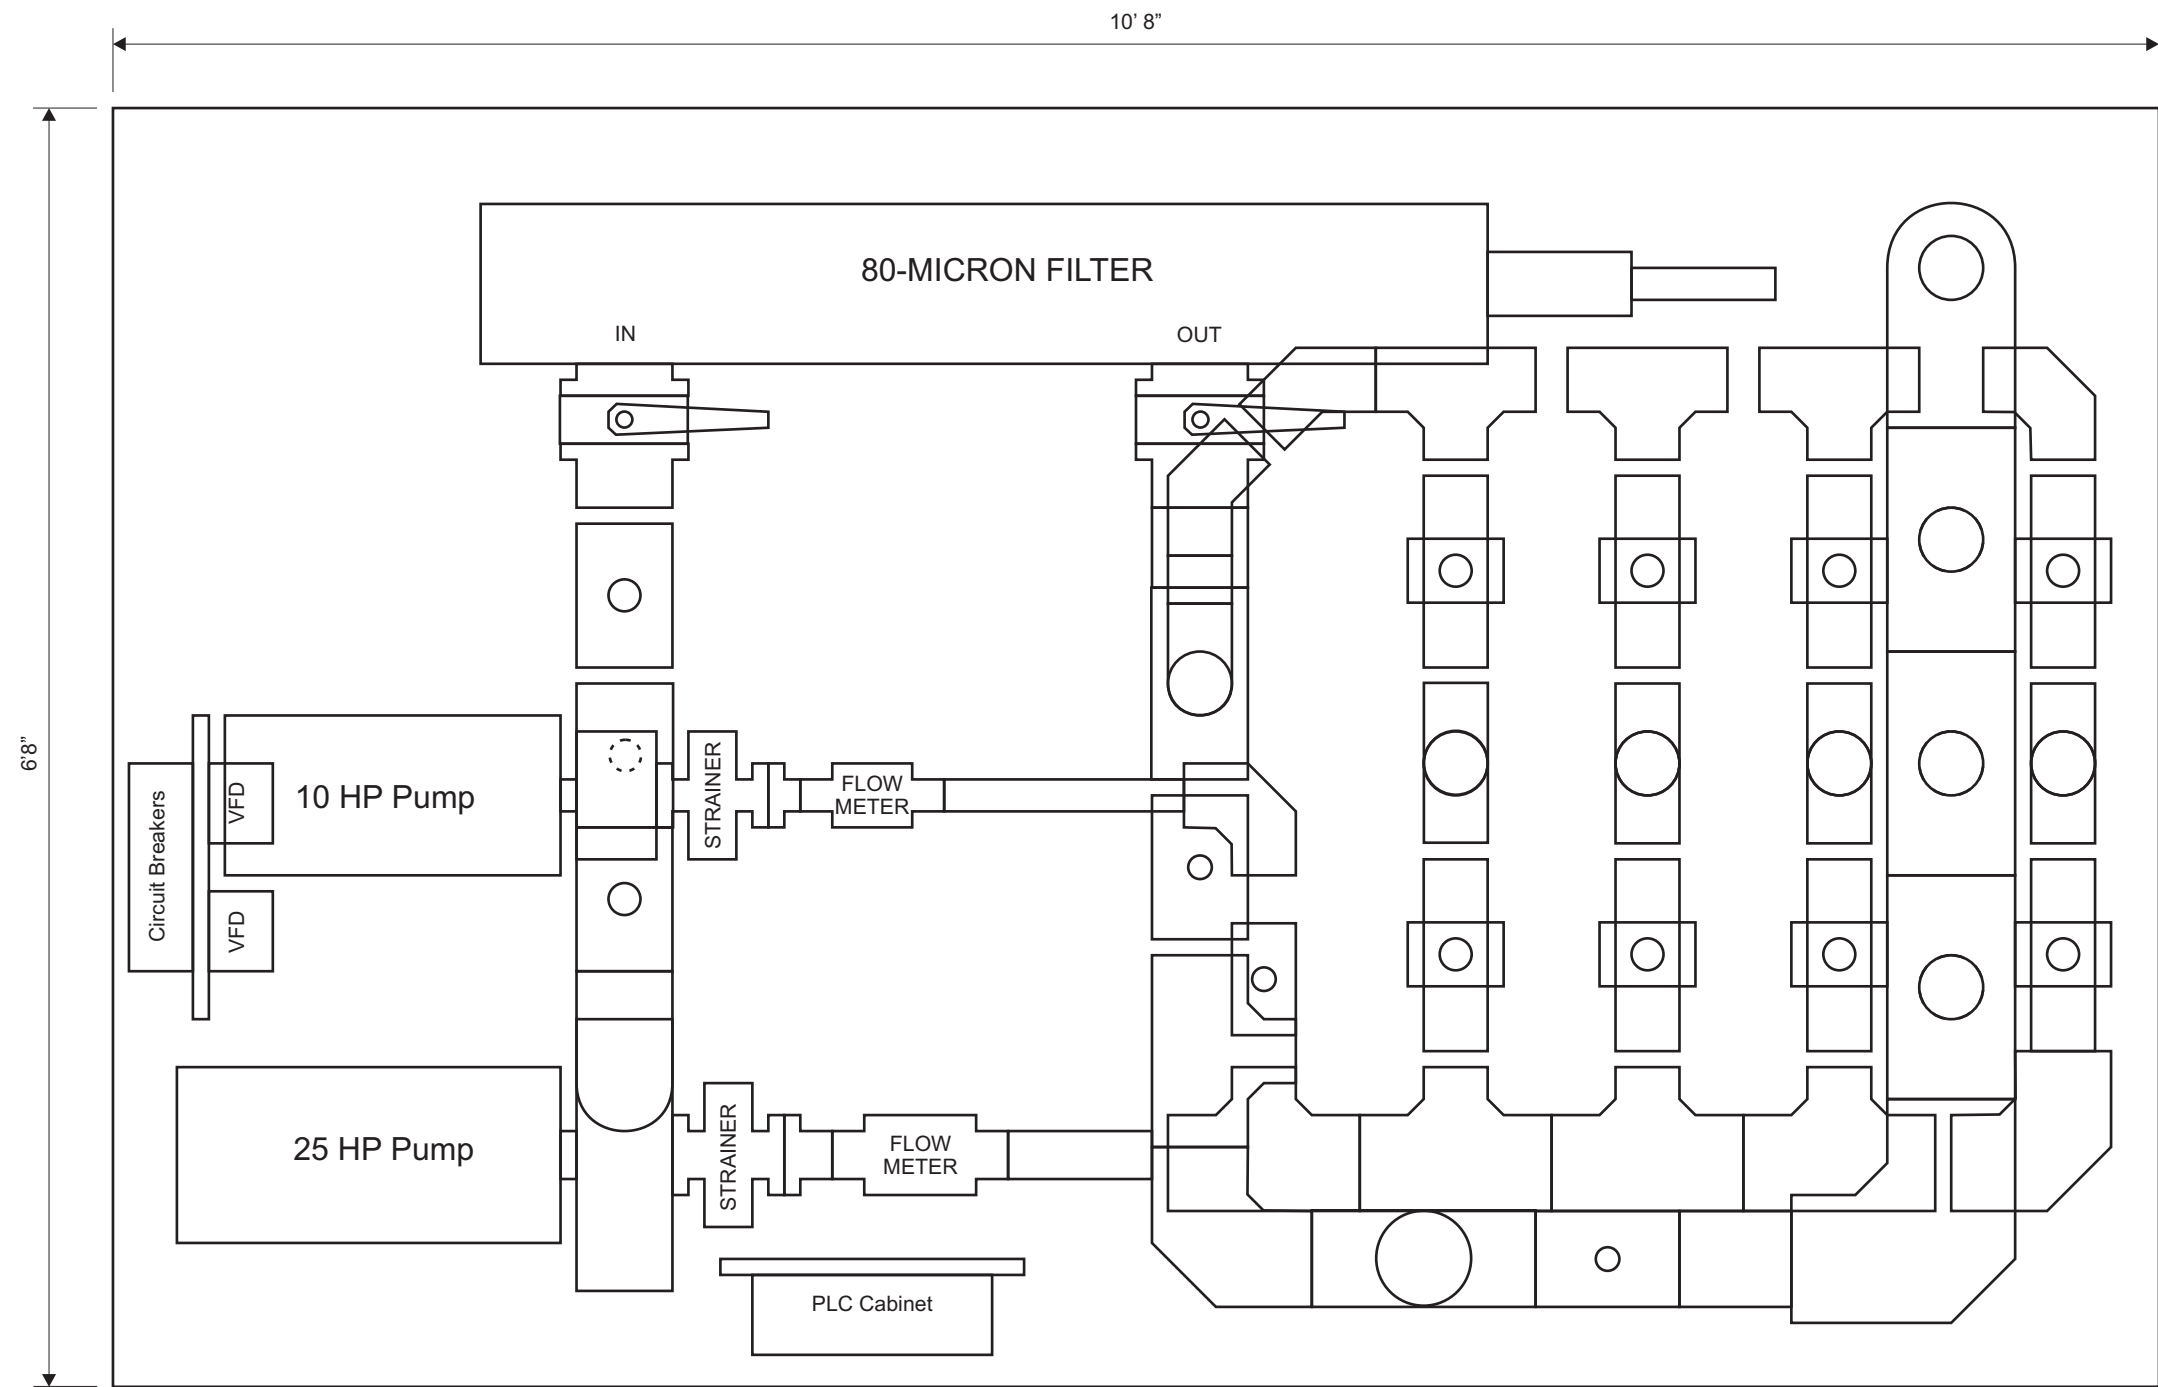 10’ 8”
6’8”
80-MICRON FILTER
IN
OUT
Circuit Breakers
VFD
10 HP Pump
STRAINER
FLOW
METER
VFD
25 HP Pump
STRAINER
FLOW
METER
PLC Cabinet